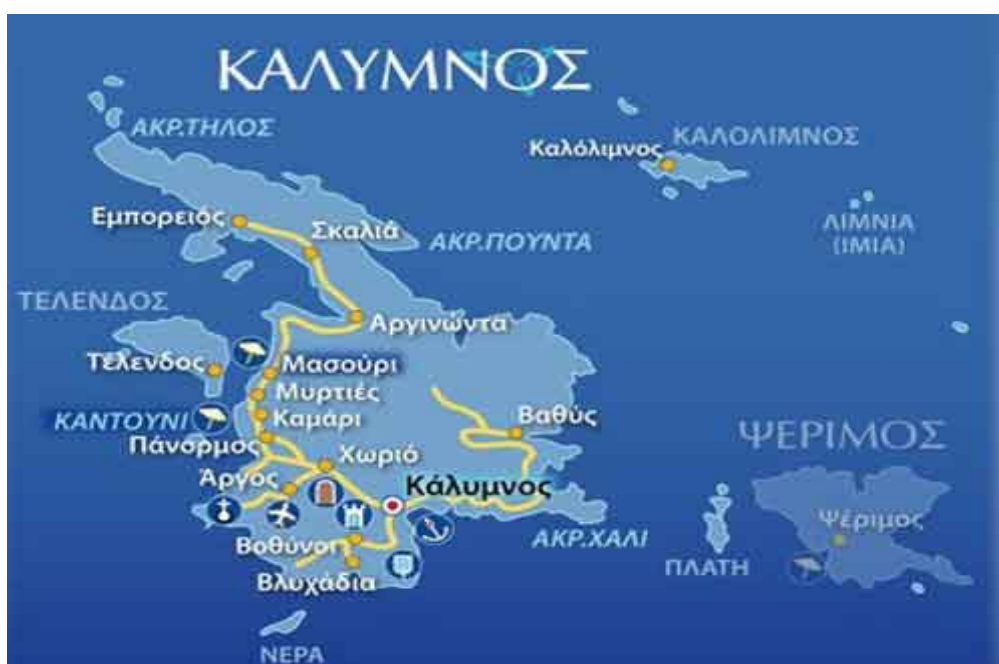 ΚΑΛΥΜΝΟΣ
ΑΚΡ.ΤΗΛΟΣ
ΚΑΛΟΛΙΜΝΟΣ
Καλόλιμνος
Εμπορειός
Σκαλιά
ΑΚΡ.ΠΟΥΝΤΑ
ΛΙΜΝΙΑ
(ΙΜΙΑ)
ΤΕΛΕΝΔΟΣ
Αργινώντα
Τέλενδος
Μασούρι
Μυρτιές
ΚΑΝΤΟΥΝΙ
Καμάρι
Βαθύς
Πάνορμος
ΨΕΡΙΜΟΣ
Χωριό
Άργος
Κάλυμνος
Ψέριμος
ΑΚΡ.ΧΑΛΙ
Βοθύνοι
ΠΛΑΤΗ
Βλυχάδια
ΝΕΡΑ